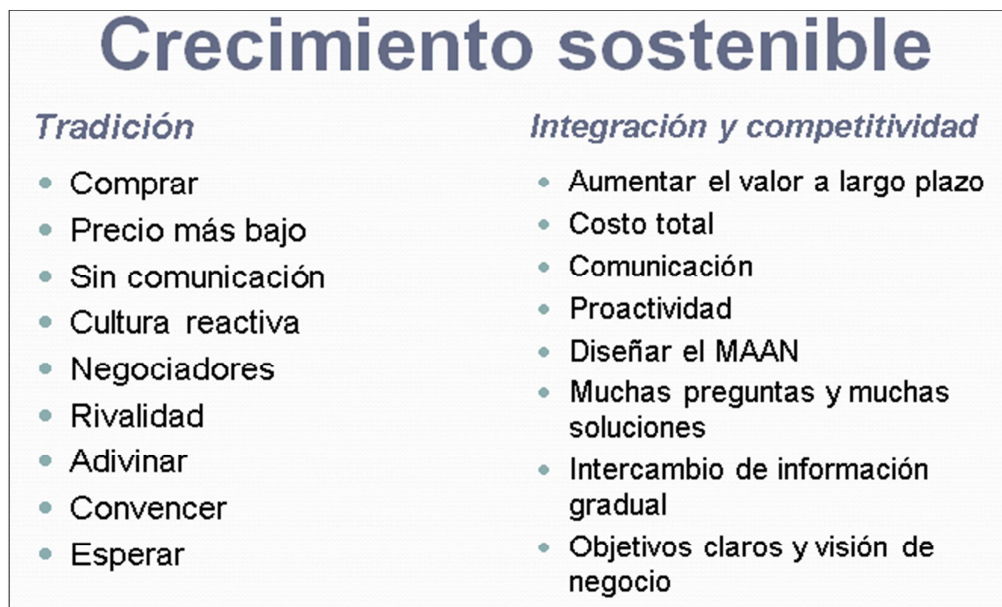 Crecimiento sostenible
Tradición
• Comprar
• Precio más bajo
• Sin comunicación
• Cultura reactiva
• Negociadores
• Rivalidad
• Adivinar
• Convencer
• Esperar
Integración y competitividad
• Aumentar el valor a largo plazo
• Costo total
• Comunicación
• Proactividad
• Diseñar el MAAN
• Muchas preguntas y muchas
soluciones
• Intercambio de información
gradual
• Objetivos claros y visión de
negocio